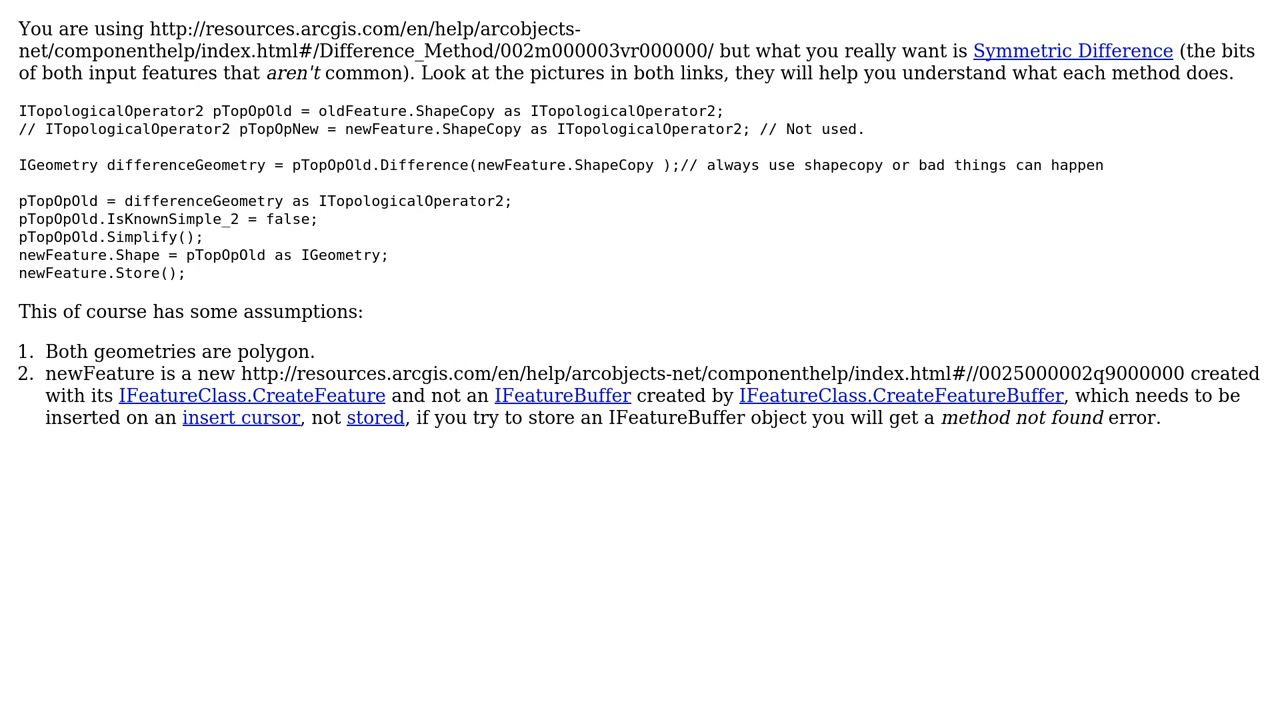 You are using http://resources.arcgis.com/en/help/arcobjects-
net/componenthelp/index.html#/Difference_Method/002m000003vr000000/ but what you really want is Symmetric Difference (the bits
of both input features that aren't common). Look at the pictures in both links, they will help you understand what each method does.
ITopologicalOperator2 pTopOpOld = oldFeature.ShapeCopy as ITopologicalOperator2;
// ITopologicalOperator2 pTopOpNew = newFeature.ShapeCopy as ITopologicalOperator2; // Not used.
IGeometry differenceGeometry = pTopOpOld.Difference(newFeature.ShapeCopy );// always use shapecopy or bad things can happen
pTopOpOld = differenceGeometry as ITopologicalOperator2;
pTopOpOld.IsKnownSimple_2 = false;
pTopOpOld.Simplify();
newFeature.Shape = pTopOpOld as IGeometry;
newFeature.Store();
This of course has some assumptions:
1. Both geometries are polygon.
2. newFeature is a new http://resources.arcgis.com/en/help/arcobjects-net/componenthelp/index.html#//0025000002q9000000 created
with its IFeatureClass.CreateFeature and not an IFeatureBuffer created by IFeatureClass.CreateFeatureBuffer, which needs to be
inserted on an insert cursor, not stored, if you try to store an IFeatureBuffer object you will get a method not found error.